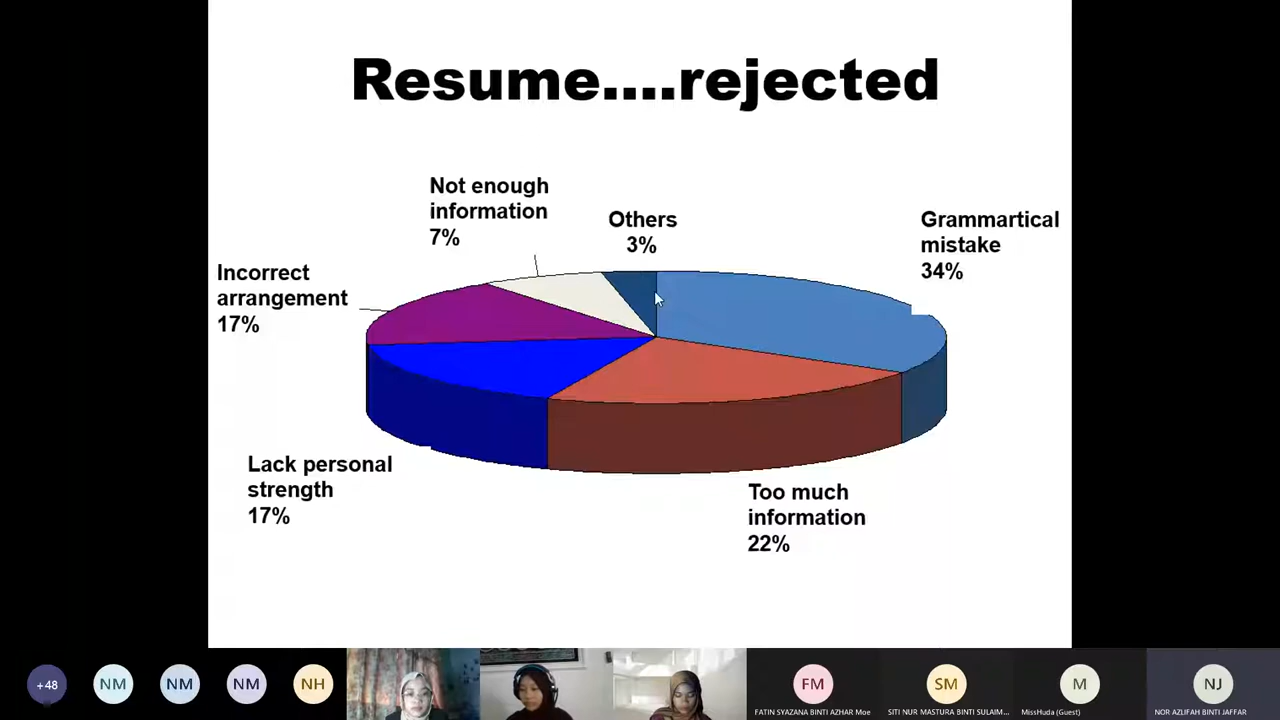 Resume....rejected
Not enough
information
7%
Others
3%
Grammartical
mistake
34%
Incorrect
arrangement
17%
Lack personal
strength
17%
Too much
information
22%
+48
NM
NM
NM
NH
FM
SM
M
NJ
FATIN SYAZANA BINTI AZHAR Moe
SITI NUR MASTURA BINTI SULAIM...
MissHuda (Guest)
NOR AZLIFAH BINTI JAFFAR